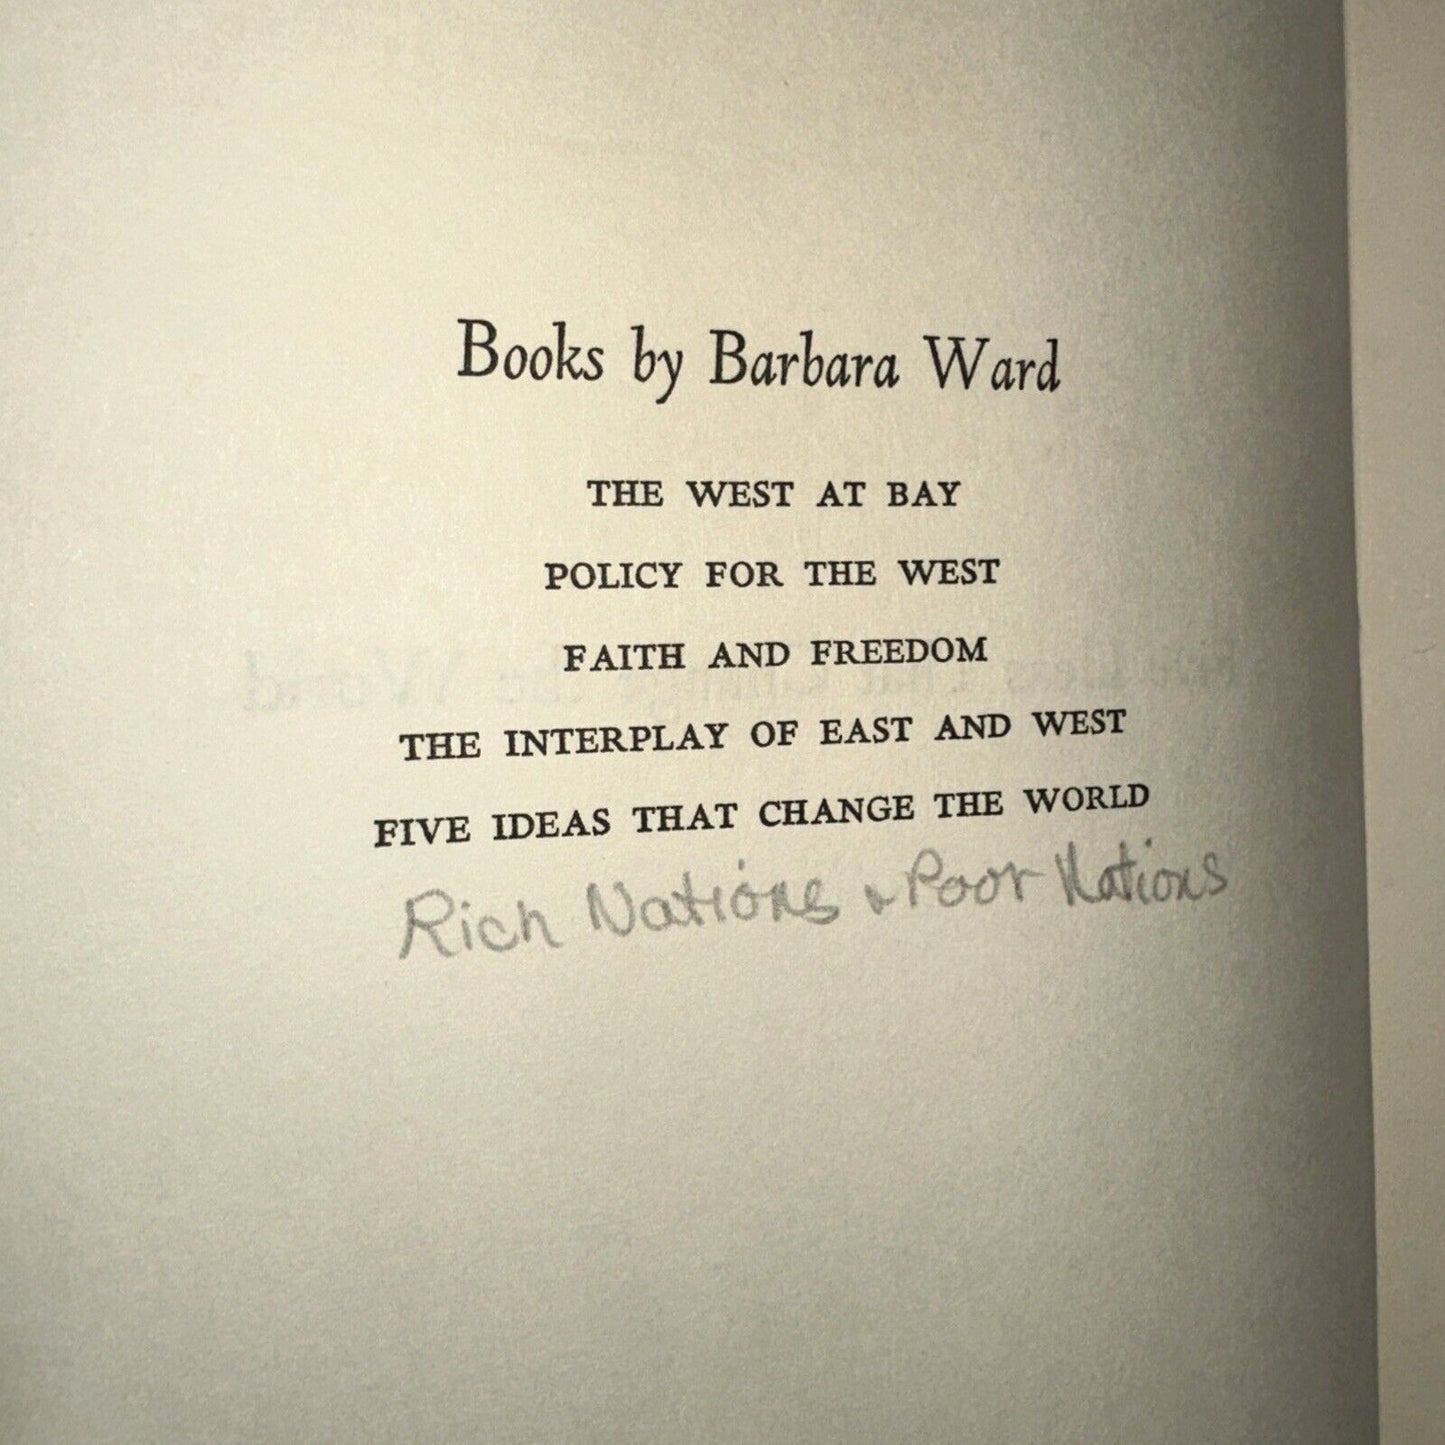 Books by Barbara Ward
THE WEST AT BAY
POLICY FOR THE WEST
FAITH AND FREEDOM
THE INTERPLAY OF EAST AND WEST
FIVE IDEAS THAT CHANGE THE WORLD
Rich Nations & Poor Nations